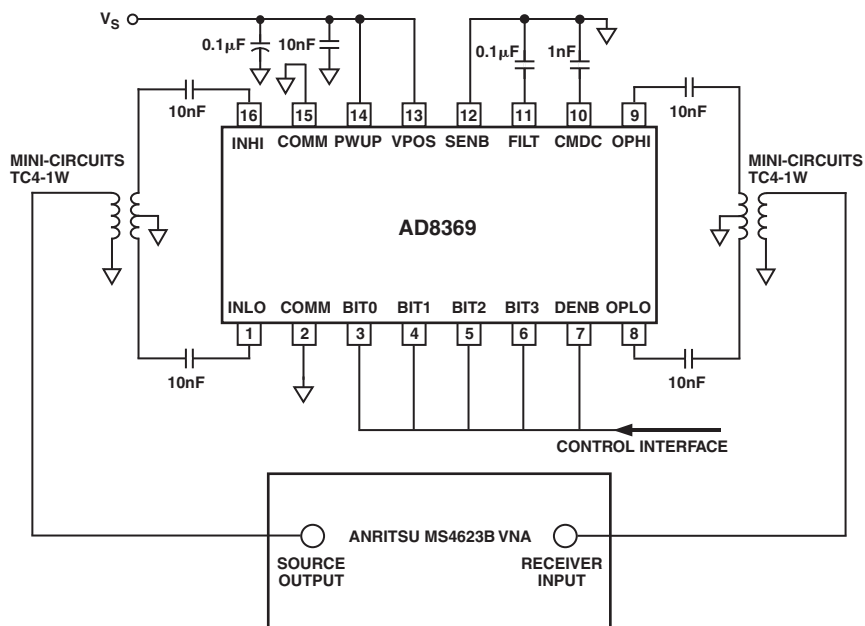 VS
0.1µF
10nF
0.1µF
1nF
10nF
10nF
16
15
14
13
12
11
10
9
INHI
COMM
PWUP
VPOS
SENB
FILT
CMDC
OPHI
MINI-CIRCUITS
TC4-1W
MINI-CIRCUITS
TC4-1W
AD8369
INLO
COMM
BIT0
BIT1
BIT2
BIT3
DENB
OPLO
1
2
3
4
5
6
7
8
10nF
10nF
CONTROL INTERFACE
ANRITSU MS4623B VNA
SOURCE
OUTPUT
RECEIVER
INPUT